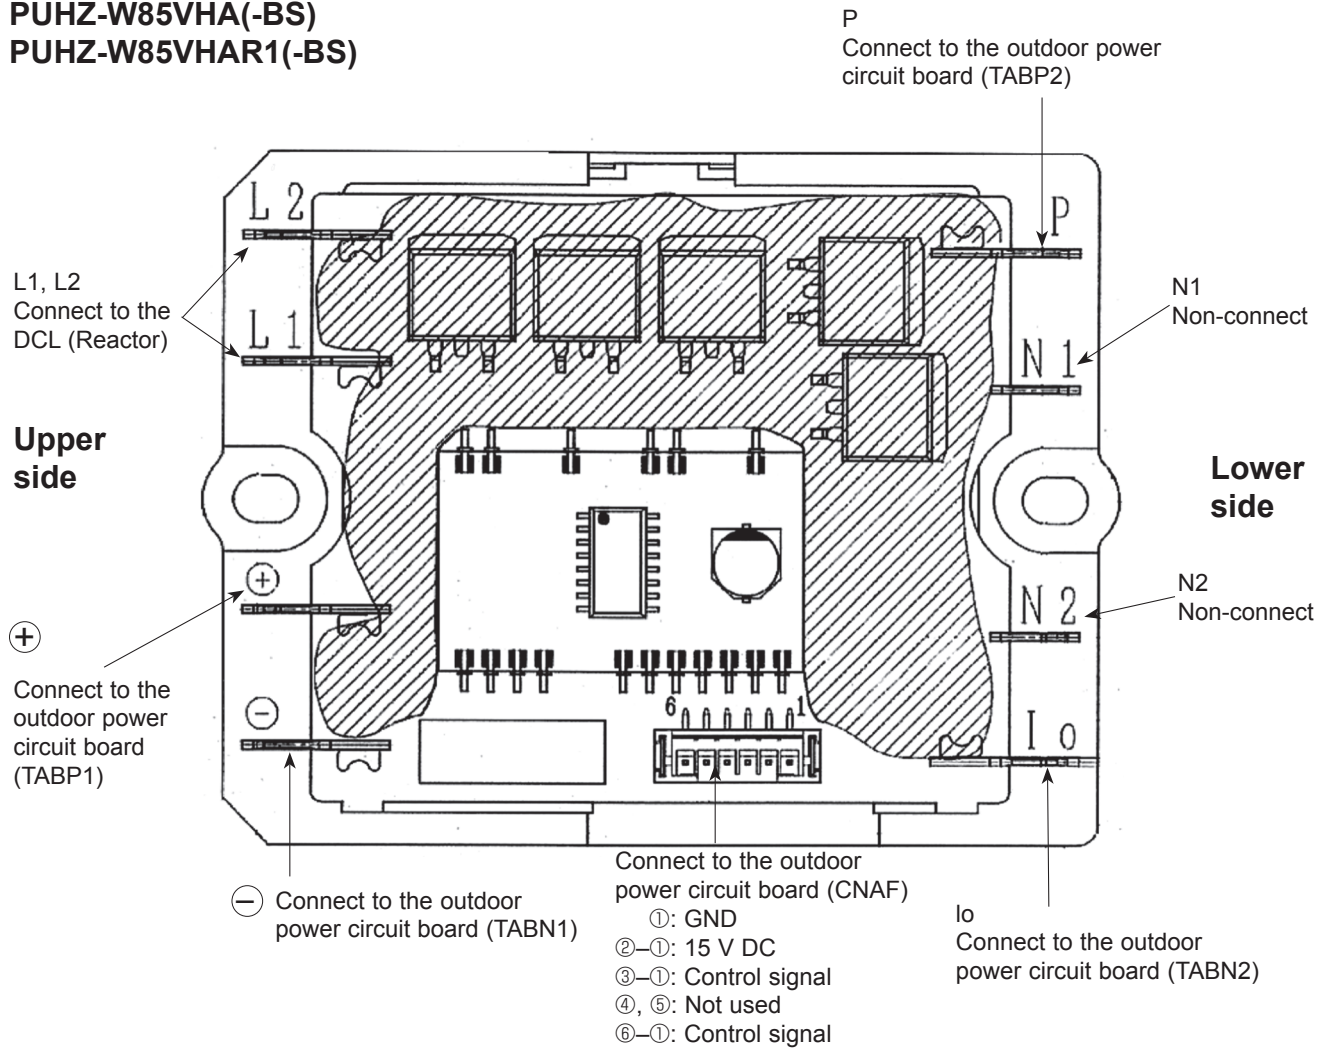 PUHZ-W85VHA(-BS)
PUHZ-W85VHAR1(-BS)
P
Connect to the outdoor power
circuit board (TABP2)
L 2
P
L1, L2
Connect to the
DCL (Reactor)
L 1
N1
Non-connect
N 1
Upper
side
Lower
side
⊕
N 2
N2
Non-connect
⊕
Connect to the
outdoor power
circuit board
(TABP1)
⊖
6
1
I o
⊖ Connect to the outdoor
power circuit board (TABN1)
Connect to the outdoor
power circuit board (CNAF)
①: GND
②–①: 15 V DC
③–①: Control signal
④, ⑤: Not used
⑥–①: Control signal
Io
Connect to the outdoor
power circuit board (TABN2)